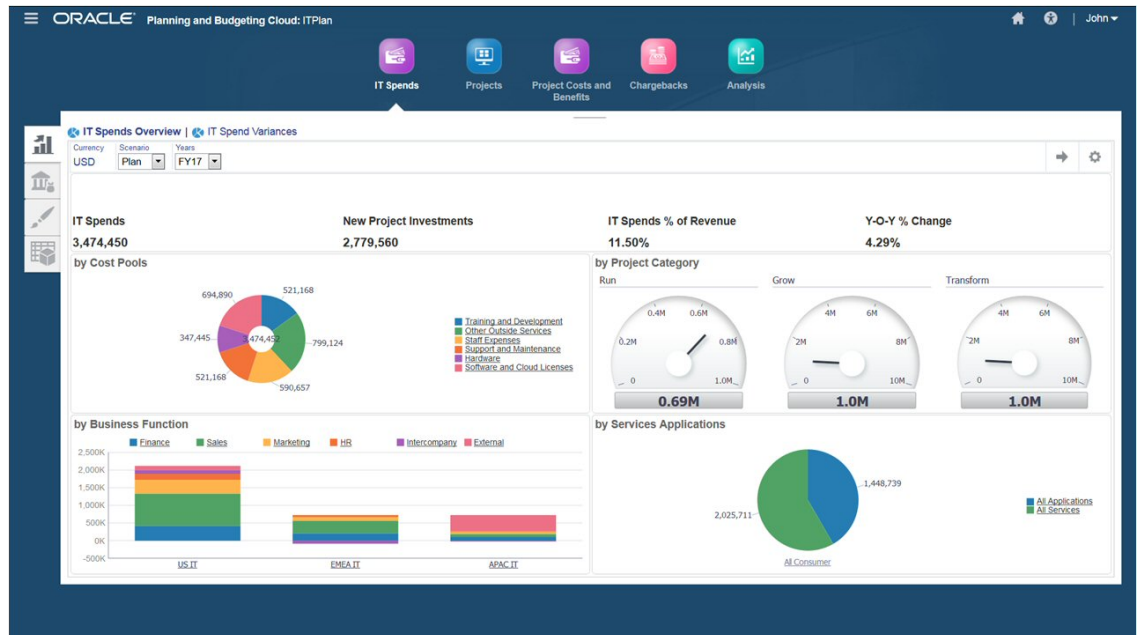 ORACLE Planning and Budgeting Cloud: ITPlan
John
IT Spends
Projects
Project Costs and
Benefits
Chargebacks
Analysis
IT Spends Overview | IT Spend Variances
Currency Scenario Years
USD Plan FY17
IT Spends New Project Investments IT Spends % of Revenue Y-O-Y % Change
3,474,450 2,779,560 11.50% 4.29%
by Cost Pools
694,890
521,168
347,445
3,474,452
799,124
521,168
590,657
Training and Development
Other Outside Services
Staff Expenses
Support and Maintenance
Hardware
Software and Cloud Licenses
by Project Category
Run
0.4M 0.6M
0.2M 0.8M
0 1.0M
0.69M
Grow
4M 6M
2M 8M
0 10M
1.0M
Transform
4M 6M
2M 8M
0 10M
1.0M
by Business Function
Finance Sales Marketing HR Intercompany External
2,500K
2,000K
1,500K
1,000K
500K
0K
-500K
US IT EMEA IT APAC IT
by Services Applications
1,448,739
2,025,711
All Applications
All Services
All Consumer